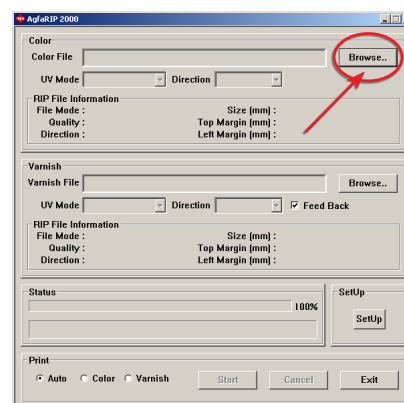 AgfaRIP 2000
Color
Color File Browse..
UV Mode Direction
RIP File Information
File Mode : Size (mm) :
Quality : Top Margin (mm) :
Direction : Left Margin (mm) :
Varnish
Varnish File Browse..
UV Mode Direction Feed Back
RIP File Information
File Mode : Size (mm) :
Quality : Top Margin (mm) :
Direction : Left Margin (mm) :
Status SetUp
100%
SetUp
Print
Auto Color Varnish Start Cancel Exit